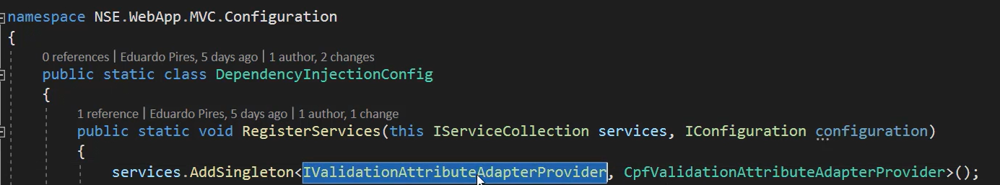 namespace NSE.WebApp.MVC.Configuration
{
0 references | Eduardo Pires, 5 days ago | 1 author, 2 changes
public static class DependencyInjectionConfig
{
1 reference | Eduardo Pires, 5 days ago | 1 author, 1 change
public static void RegisterServices(this IServiceCollection services, IConfiguration configuration)
{
services.AddSingleton<IValidationAttributeAdapterProvider, CpfValidationAttributeAdapterProvider>();